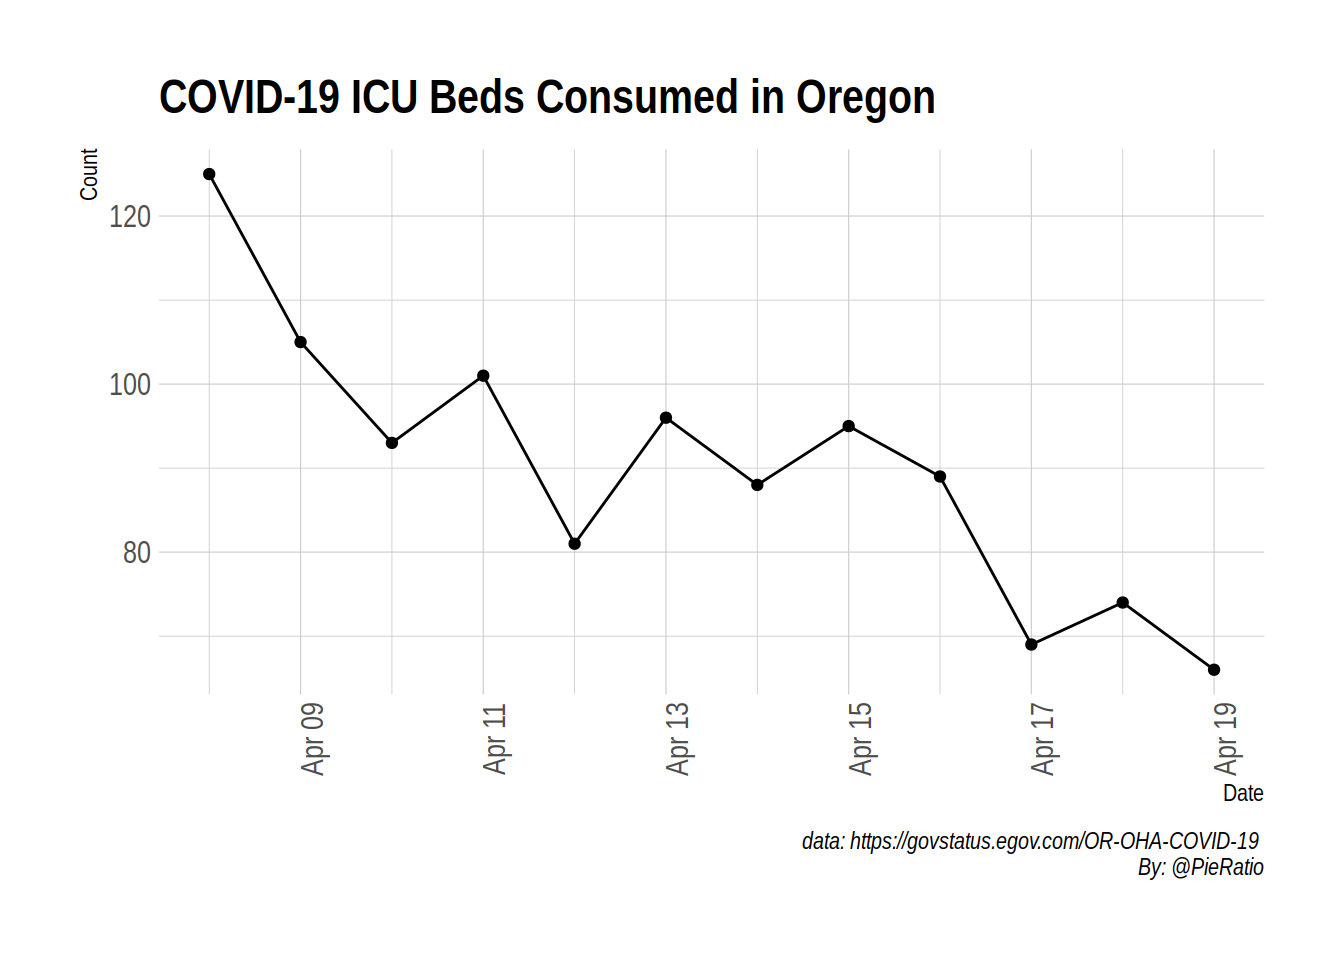 COVID-19 ICU Beds Consumed in Oregon
Count
120
100
80
Apr 09
Apr 11
Apr 13
Apr 15
Apr 17
Apr 19
Date
data: https://govstatus.egov.com/OR-OHA-COVID-19
By: @PieRatio